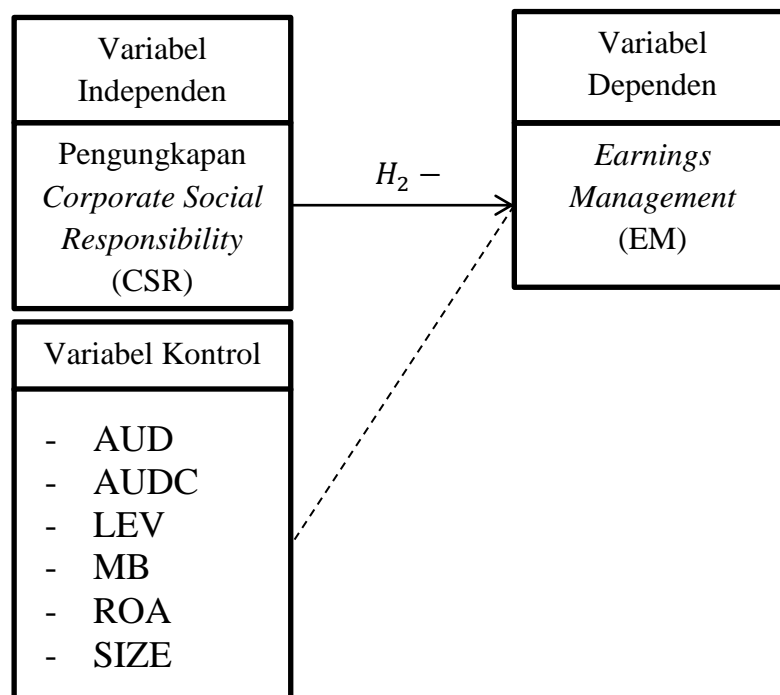 Variabel
Independen
Pengungkapan
Corporate Social
Responsibility
(CSR)
H₂ −
Variabel
Dependen
Earnings
Management
(EM)
Variabel Kontrol
- AUD
- AUDC
- LEV
- MB
- ROA
- SIZE